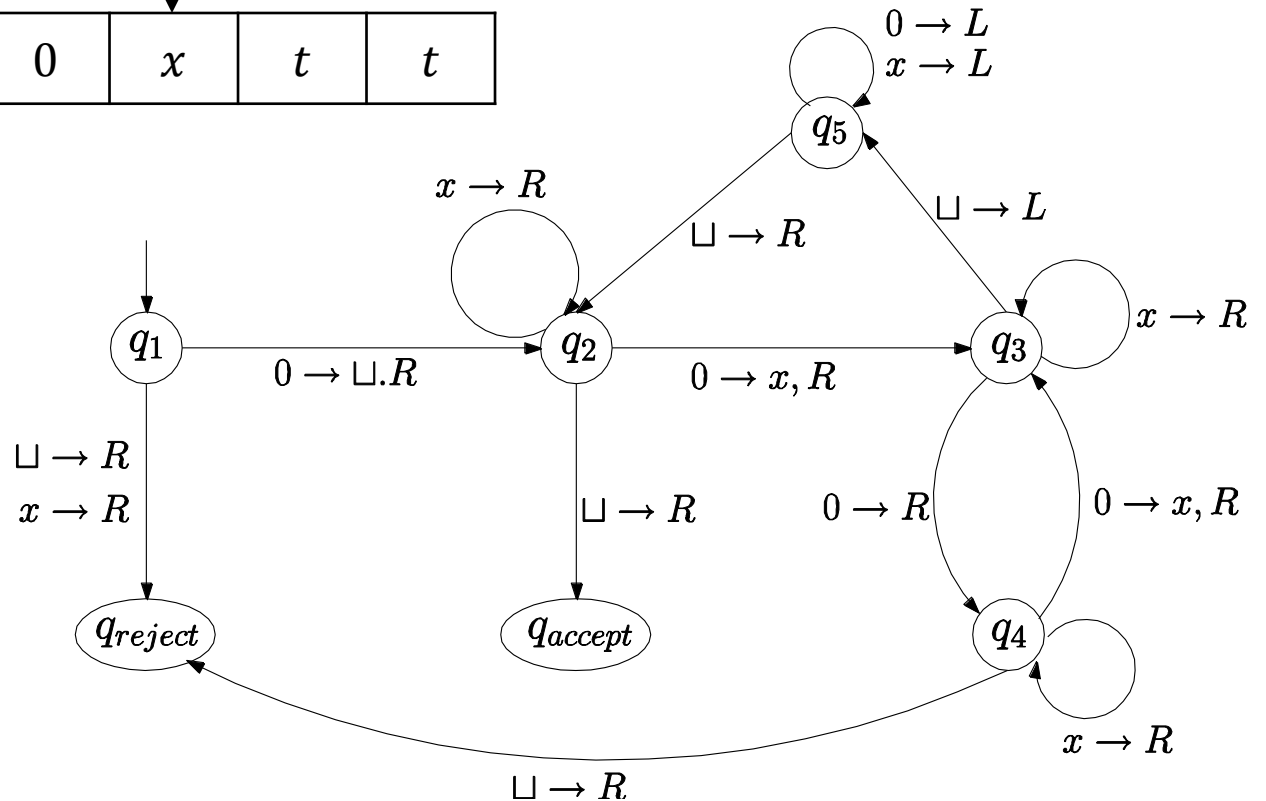 0 x t t
0 → L
x → L
q5
x → R
⊔ → R
⊔ → L
x → R
q1
0 → ⊔.R
q2
0 → x, R
q3
⊔ → R
x → R
⊔ → R
0 → R
0 → x, R
qreject
qaccept
q4
x → R
⊔ → R